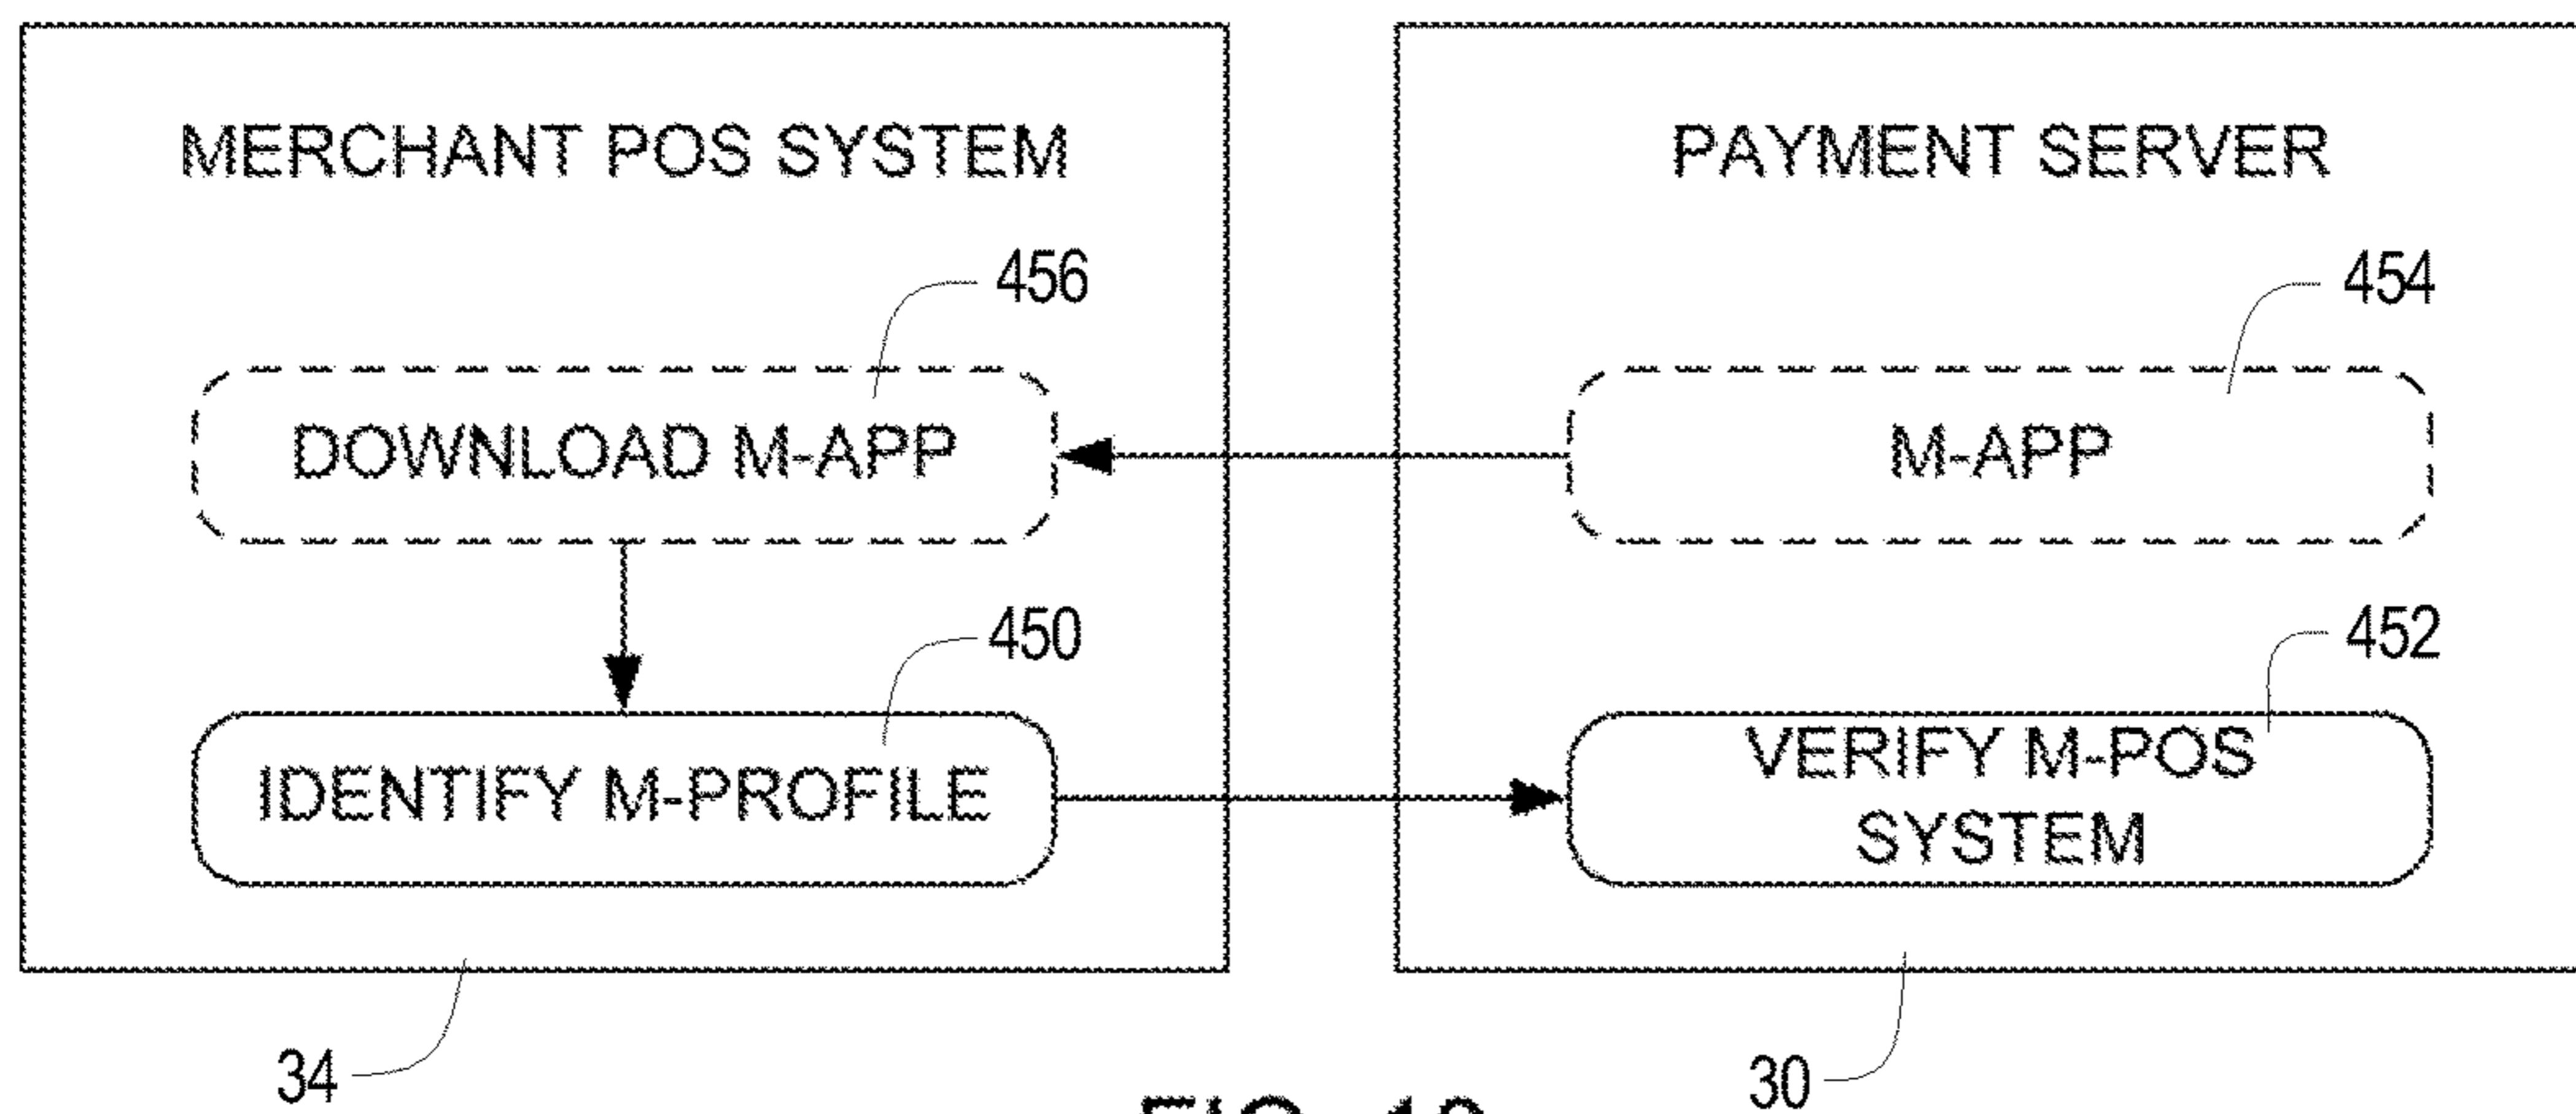 MERCHANT POS SYSTEM
PAYMENT SERVER
456
454
DOWNLOAD M-APP
M-APP
450
452
IDENTIFY M-PROFILE
VERIFY M-POS
SYSTEM
34
30